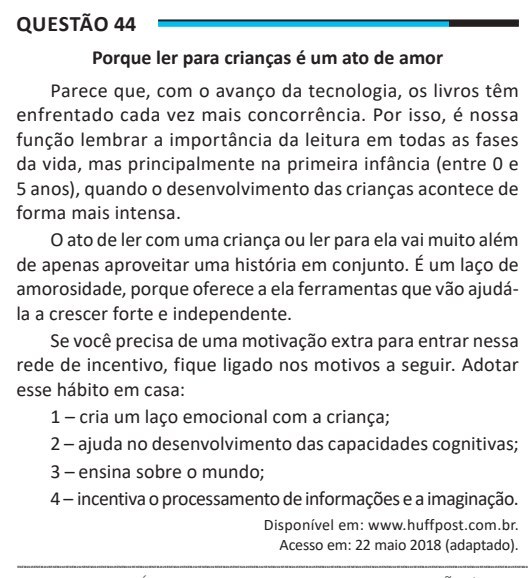 QUESTÃO 44
Porque ler para crianças é um ato de amor
Parece que, com o avanço da tecnologia, os livros têm
enfrentado cada vez mais concorrência. Por isso, é nossa
função lembrar a importância da leitura em todas as fases
da vida, mas principalmente na primeira infância (entre 0 e
5 anos), quando o desenvolvimento das crianças acontece de
forma mais intensa.
O ato de ler com uma criança ou ler para ela vai muito além
de apenas aproveitar uma história em conjunto. É um laço de
amorosidade, porque oferece a ela ferramentas que vão ajudá-
la a crescer forte e independente.
Se você precisa de uma motivação extra para entrar nessa
rede de incentivo, fique ligado nos motivos a seguir. Adotar
esse hábito em casa:
1 – cria um laço emocional com a criança;
2 – ajuda no desenvolvimento das capacidades cognitivas;
3 – ensina sobre o mundo;
4 – incentiva o processamento de informações e a imaginação.
Disponível em: www.huffpost.com.br.
Acesso em: 22 maio 2018 (adaptado).